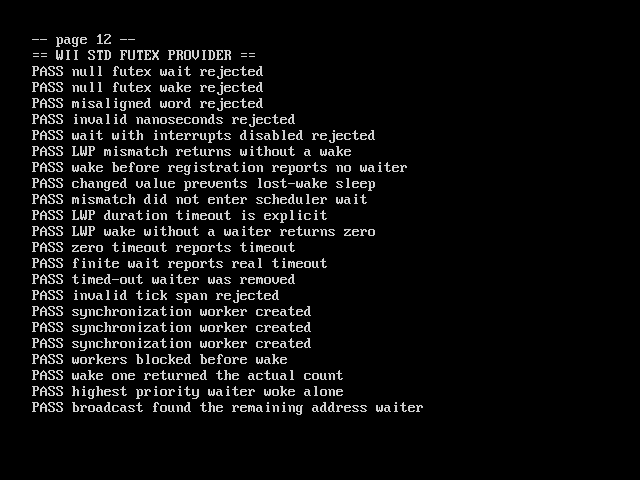 -- page 12 --
== WII STD FUTEX PROVIDER ==
PASS null futex wait rejected
PASS null futex wake rejected
PASS misaligned word rejected
PASS invalid nanoseconds rejected
PASS wait with interrupts disabled rejected
PASS LWP mismatch returns without a wake
PASS wake before registration reports no waiter
PASS changed value prevents lost-wake sleep
PASS mismatch did not enter scheduler wait
PASS LWP duration timeout is explicit
PASS LWP wake without a waiter returns zero
PASS zero timeout reports timeout
PASS finite wait reports real timeout
PASS timed-out waiter was removed
PASS invalid tick span rejected
PASS synchronization worker created
PASS synchronization worker created
PASS synchronization worker created
PASS workers blocked before wake
PASS wake one returned the actual count
PASS highest priority waiter woke alone
PASS broadcast found the remaining address waiter